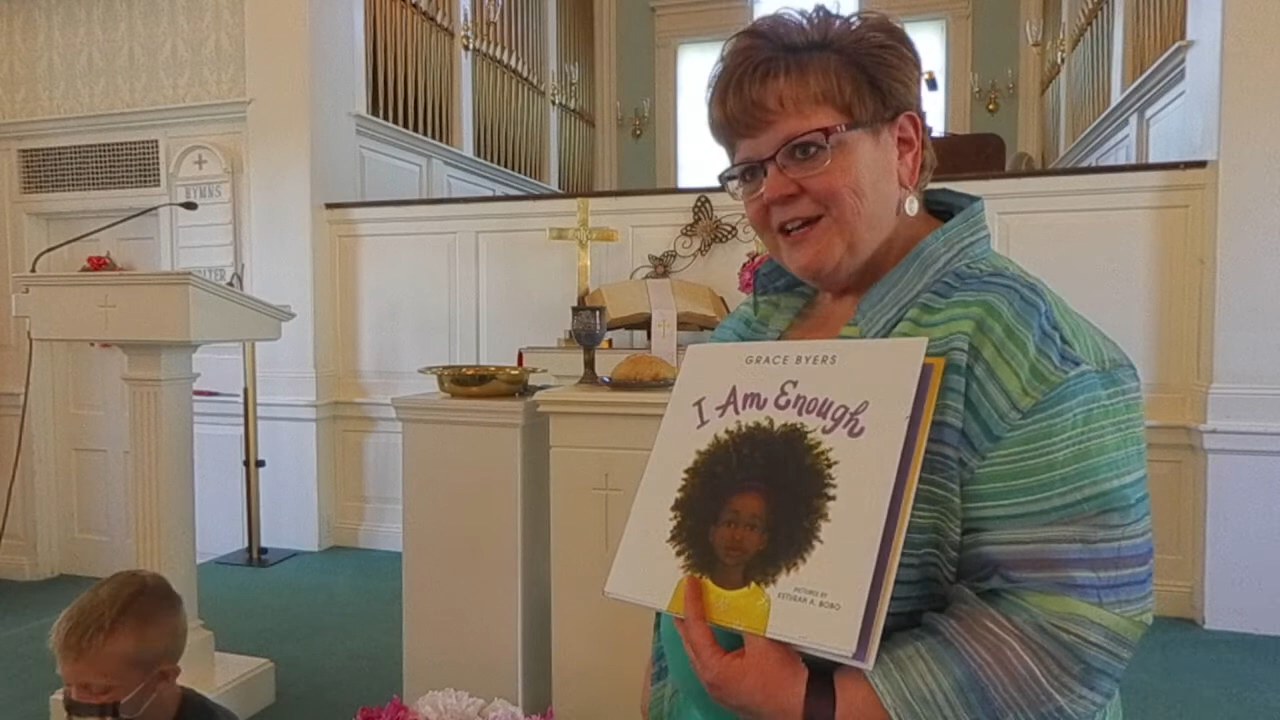 HYMNS
GRACE BYERS
I Am Enough
PICTURES BY
KETURAH A. BOBO